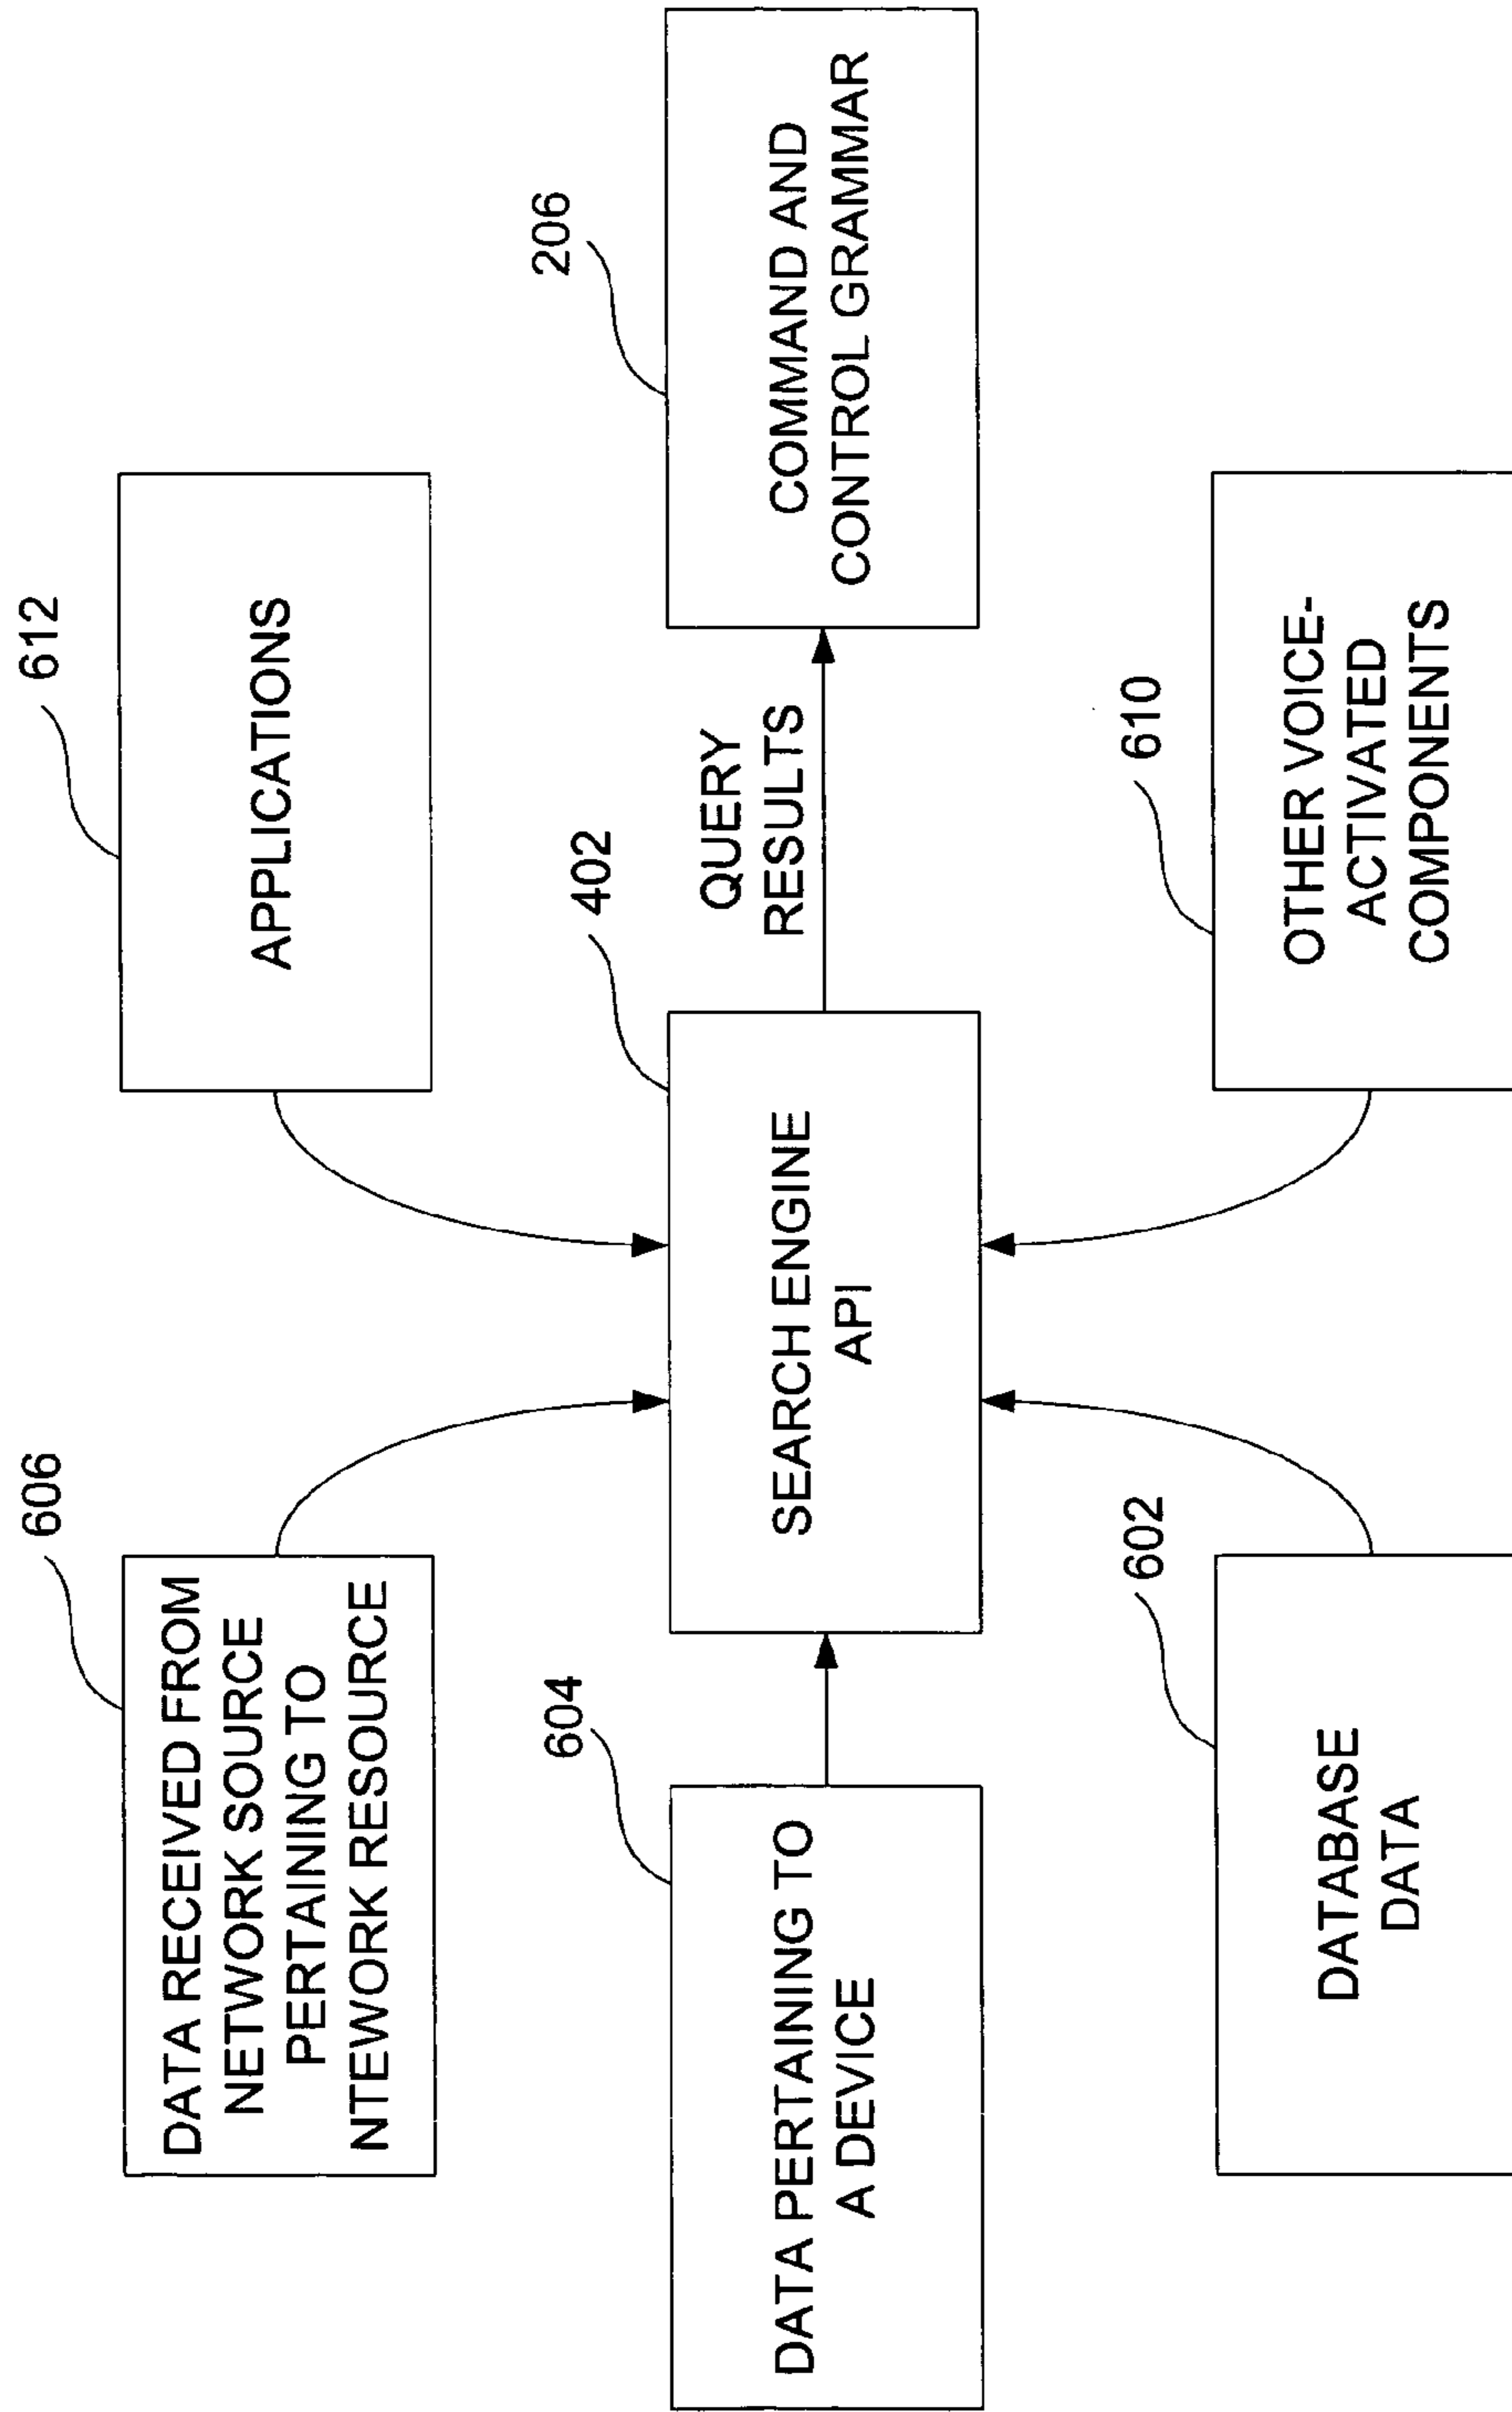 606
DATA RECEIVED FROM
NETWORK SOURCE
PERTAINING TO
NTEWORK RESOURCE
612
APPLICATIONS
604
DATA PERTAINING TO
A DEVICE
402
SEARCH ENGINE
API
QUERY
RESULTS
206
COMMAND AND
CONTROL GRAMMAR
602
DATABASE
DATA
610
OTHER VOICE-
ACTIVATED
COMPONENTS